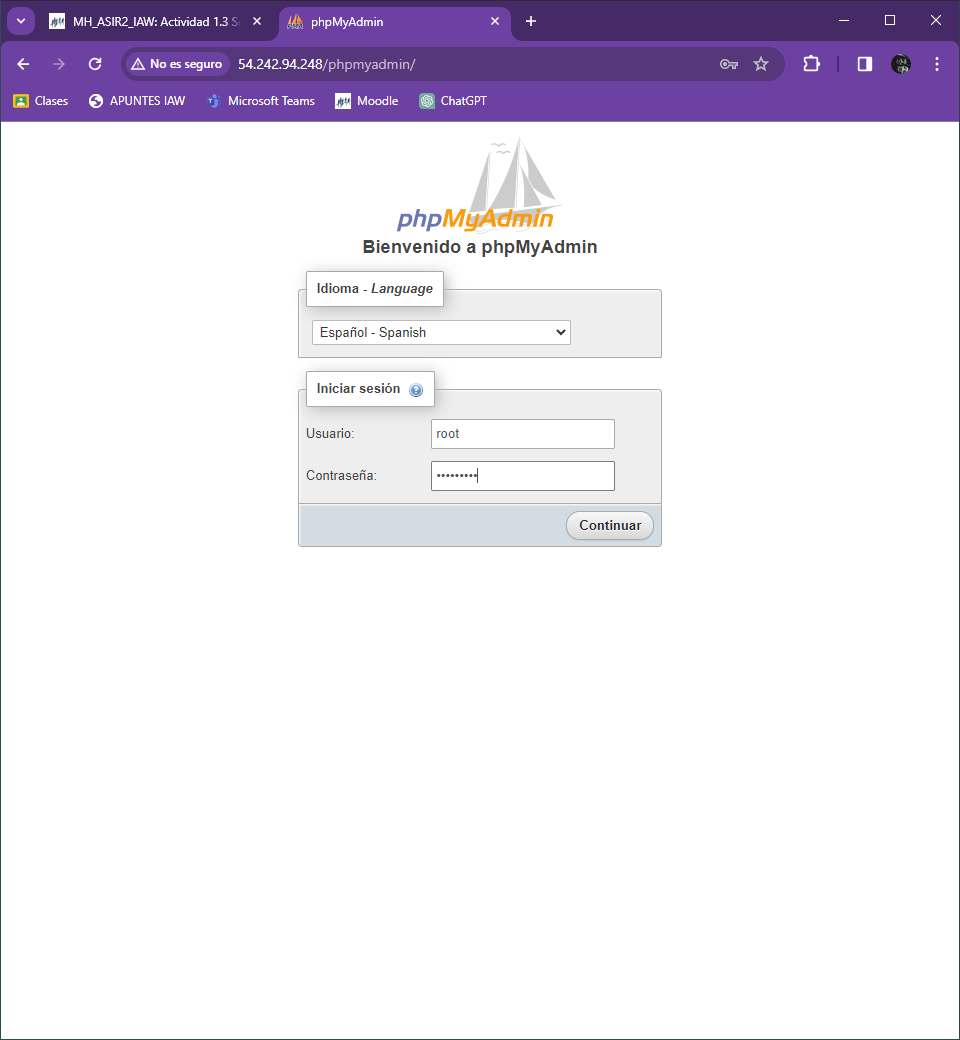 MH_ASIR2_IAW: Actividad 1.3 S
phpMyAdmin
No es seguro
54.242.94.248/phpmyadmin/
Clases
APUNTES IAW
Microsoft Teams
Moodle
ChatGPT
phpMyAdmin
Bienvenido a phpMyAdmin
Idioma - Language
Español - Spanish
Iniciar sesión
Usuario:
root
Contraseña:
•••••••••
Continuar